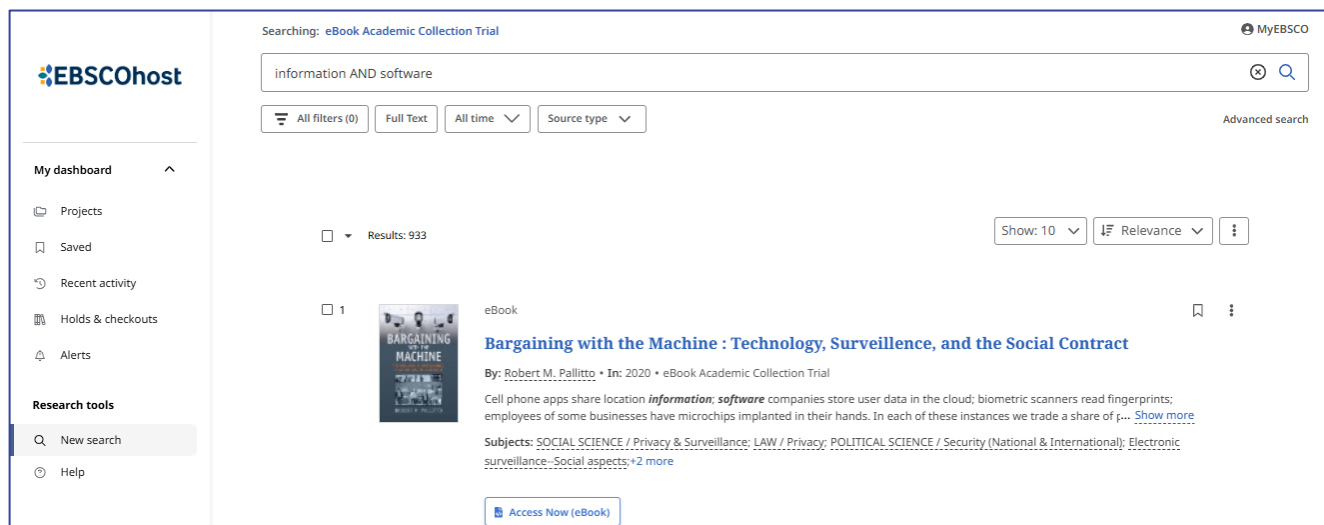 Searching: eBook Academic Collection Trial
MyEBSCO
EBSCOhost
information AND software
All filters (0)
Full Text
All time
Source type
Advanced search
My dashboard
Projects
Saved
Recent activity
Holds & checkouts
Alerts
Research tools
New search
Help
Results: 933
Show: 10
Relevance
1
BARGAINING
WITH THE
MACHINE
ROBERT M. PALLITTO
eBook
Bargaining with the Machine : Technology, Surveillence, and the Social Contract
By: Robert M. Pallitto • In: 2020 • eBook Academic Collection Trial
Cell phone apps share location information; software companies store user data in the cloud; biometric scanners read fingerprints;
employees of some businesses have microchips implanted in their hands. In each of these instances we trade a share of p... Show more
Subjects: SOCIAL SCIENCE / Privacy & Surveillance; LAW / Privacy; POLITICAL SCIENCE / Security (National & International); Electronic
surveillance--Social aspects;+2 more
Access Now (eBook)